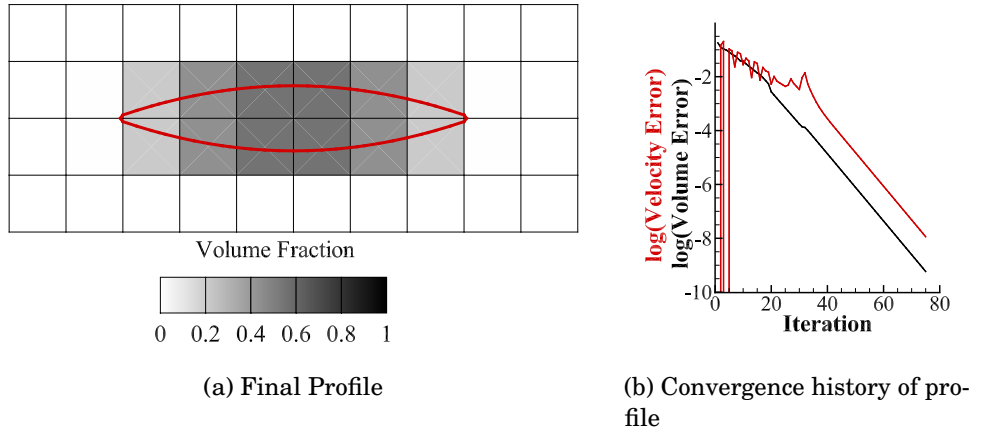 Volume Fraction
0 0.2 0.4 0.6 0.8 1
(a) Final Profile
log(Velocity Error)
log(Volume Error)
-2
-4
-6
-8
-10
0 20 40 60 80
Iteration
(b) Convergence history of pro-
file